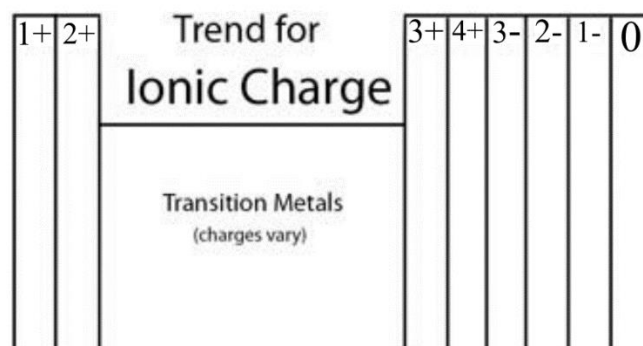 1+ 2+ Trend for 3+ 4+ 3- 2- 1- 0
Ionic Charge
Transition Metals
(charges vary)